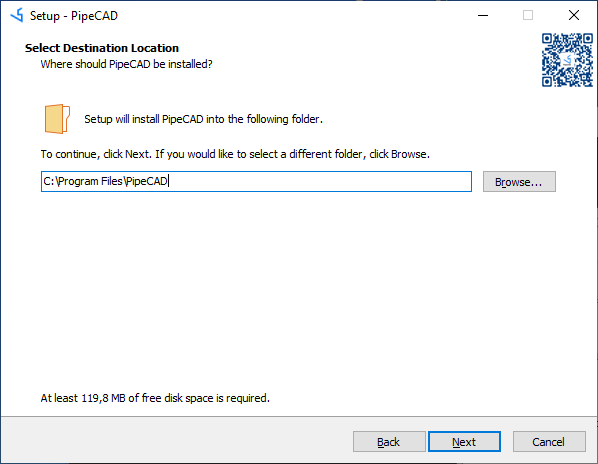 Setup - PipeCAD
Select Destination Location
Where should PipeCAD be installed?
Setup will install PipeCAD into the following folder.
To continue, click Next. If you would like to select a different folder, click Browse.
C:\Program Files\PipeCAD
Browse...
At least 119,8 MB of free disk space is required.
Back
Next
Cancel